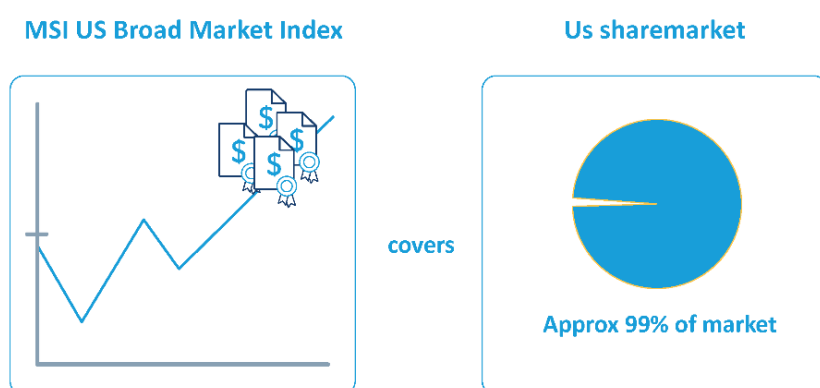 MSI US Broad Market Index
Us sharemarket
$
$
$
$
covers
Approx 99% of market